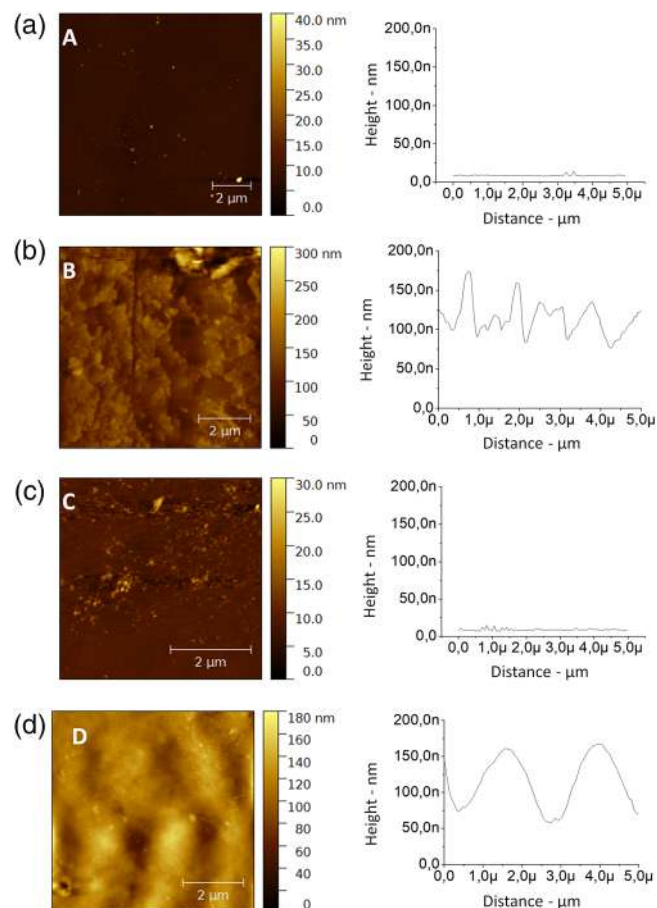 (a)
A
2 µm
40.0 nm
35.0
30.0
25.0
20.0
15.0
10.0
0.0
Height - nm
200,0n
150,0n
100,0n
50,0n
0,0
0,0 1,0µ 2,0µ 3,0µ 4,0µ 5,0µ
Distance - µm
(b)
B
2 µm
300 nm
250
200
150
100
50
0
Height - nm
200,0n
150,0n
100,0n
50,0n
0,0
0,0 1,0µ 2,0µ 3,0µ 4,0µ 5,0µ
Distance - µm
(c)
C
2 µm
30.0 nm
25.0
20.0
15.0
10.0
5.0
0.0
Height - nm
200,0n
150,0n
100,0n
50,0n
0,0
0,0 1,0µ 2,0µ 3,0µ 4,0µ 5,0µ
Distance - µm
(d)
D
2 µm
180 nm
160
140
120
100
80
60
40
0
Height - nm
200,0n
150,0n
100,0n
50,0n
0,0
0,0 1,0µ 2,0µ 3,0µ 4,0µ 5,0µ
Distance - µm